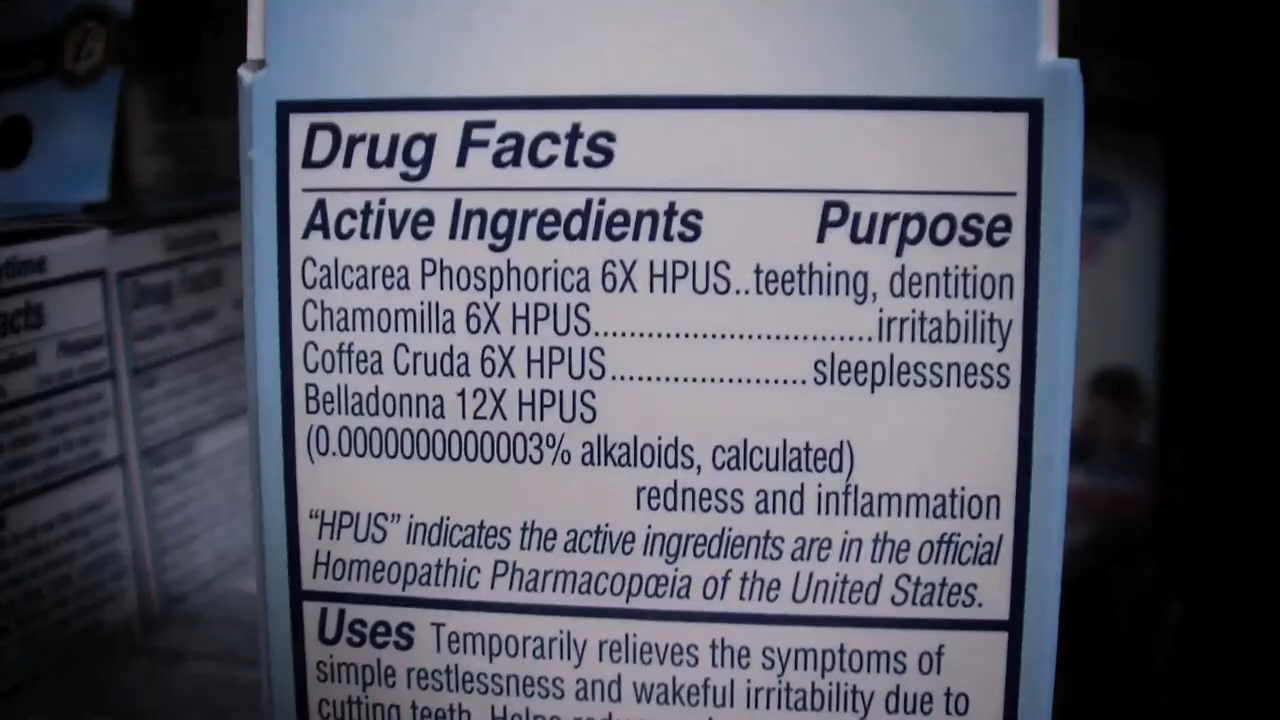 Drug Facts
Active Ingredients Purpose
Calcarea Phosphorica 6X HPUS..teething, dentition
Chamomilla 6X HPUS..............................irritability
Coffea Cruda 6X HPUS......................sleeplessness
Belladonna 12X HPUS
(0.0000000000003% alkaloids, calculated)
redness and inflammation
“HPUS” indicates the active ingredients are in the official
Homeopathic Pharmacopœia of the United States.
Uses Temporarily relieves the symptoms of
simple restlessness and wakeful irritability due to
cutting teeth. Helps